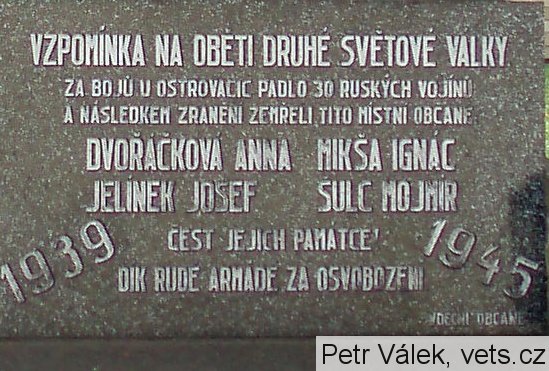 VZPOMÍNKA NA OBĚTI DRUHÉ SVĚTOVÉ VÁLKY
ZA BOJŮ U OSTROVAČIC PADLO 30 RUSKÝCH VOJÍNŮ
A NÁSLEDKEM ZRANĚNÍ ZEMŘELI TITO MÍSTNÍ OBČANÉ:
DVOŘÁČKOVÁ ANNA MIKŠA IGNÁC
JELÍNEK JOSEF ŠULC MOJMÍR
ČEST JEJICH PAMÁTCE!
1939 1945
DÍK RUDÉ ARMÁDĚ ZA OSVOBOZENÍ
VDĚČNÍ OBČANÉ
Petr Válek, vets.cz